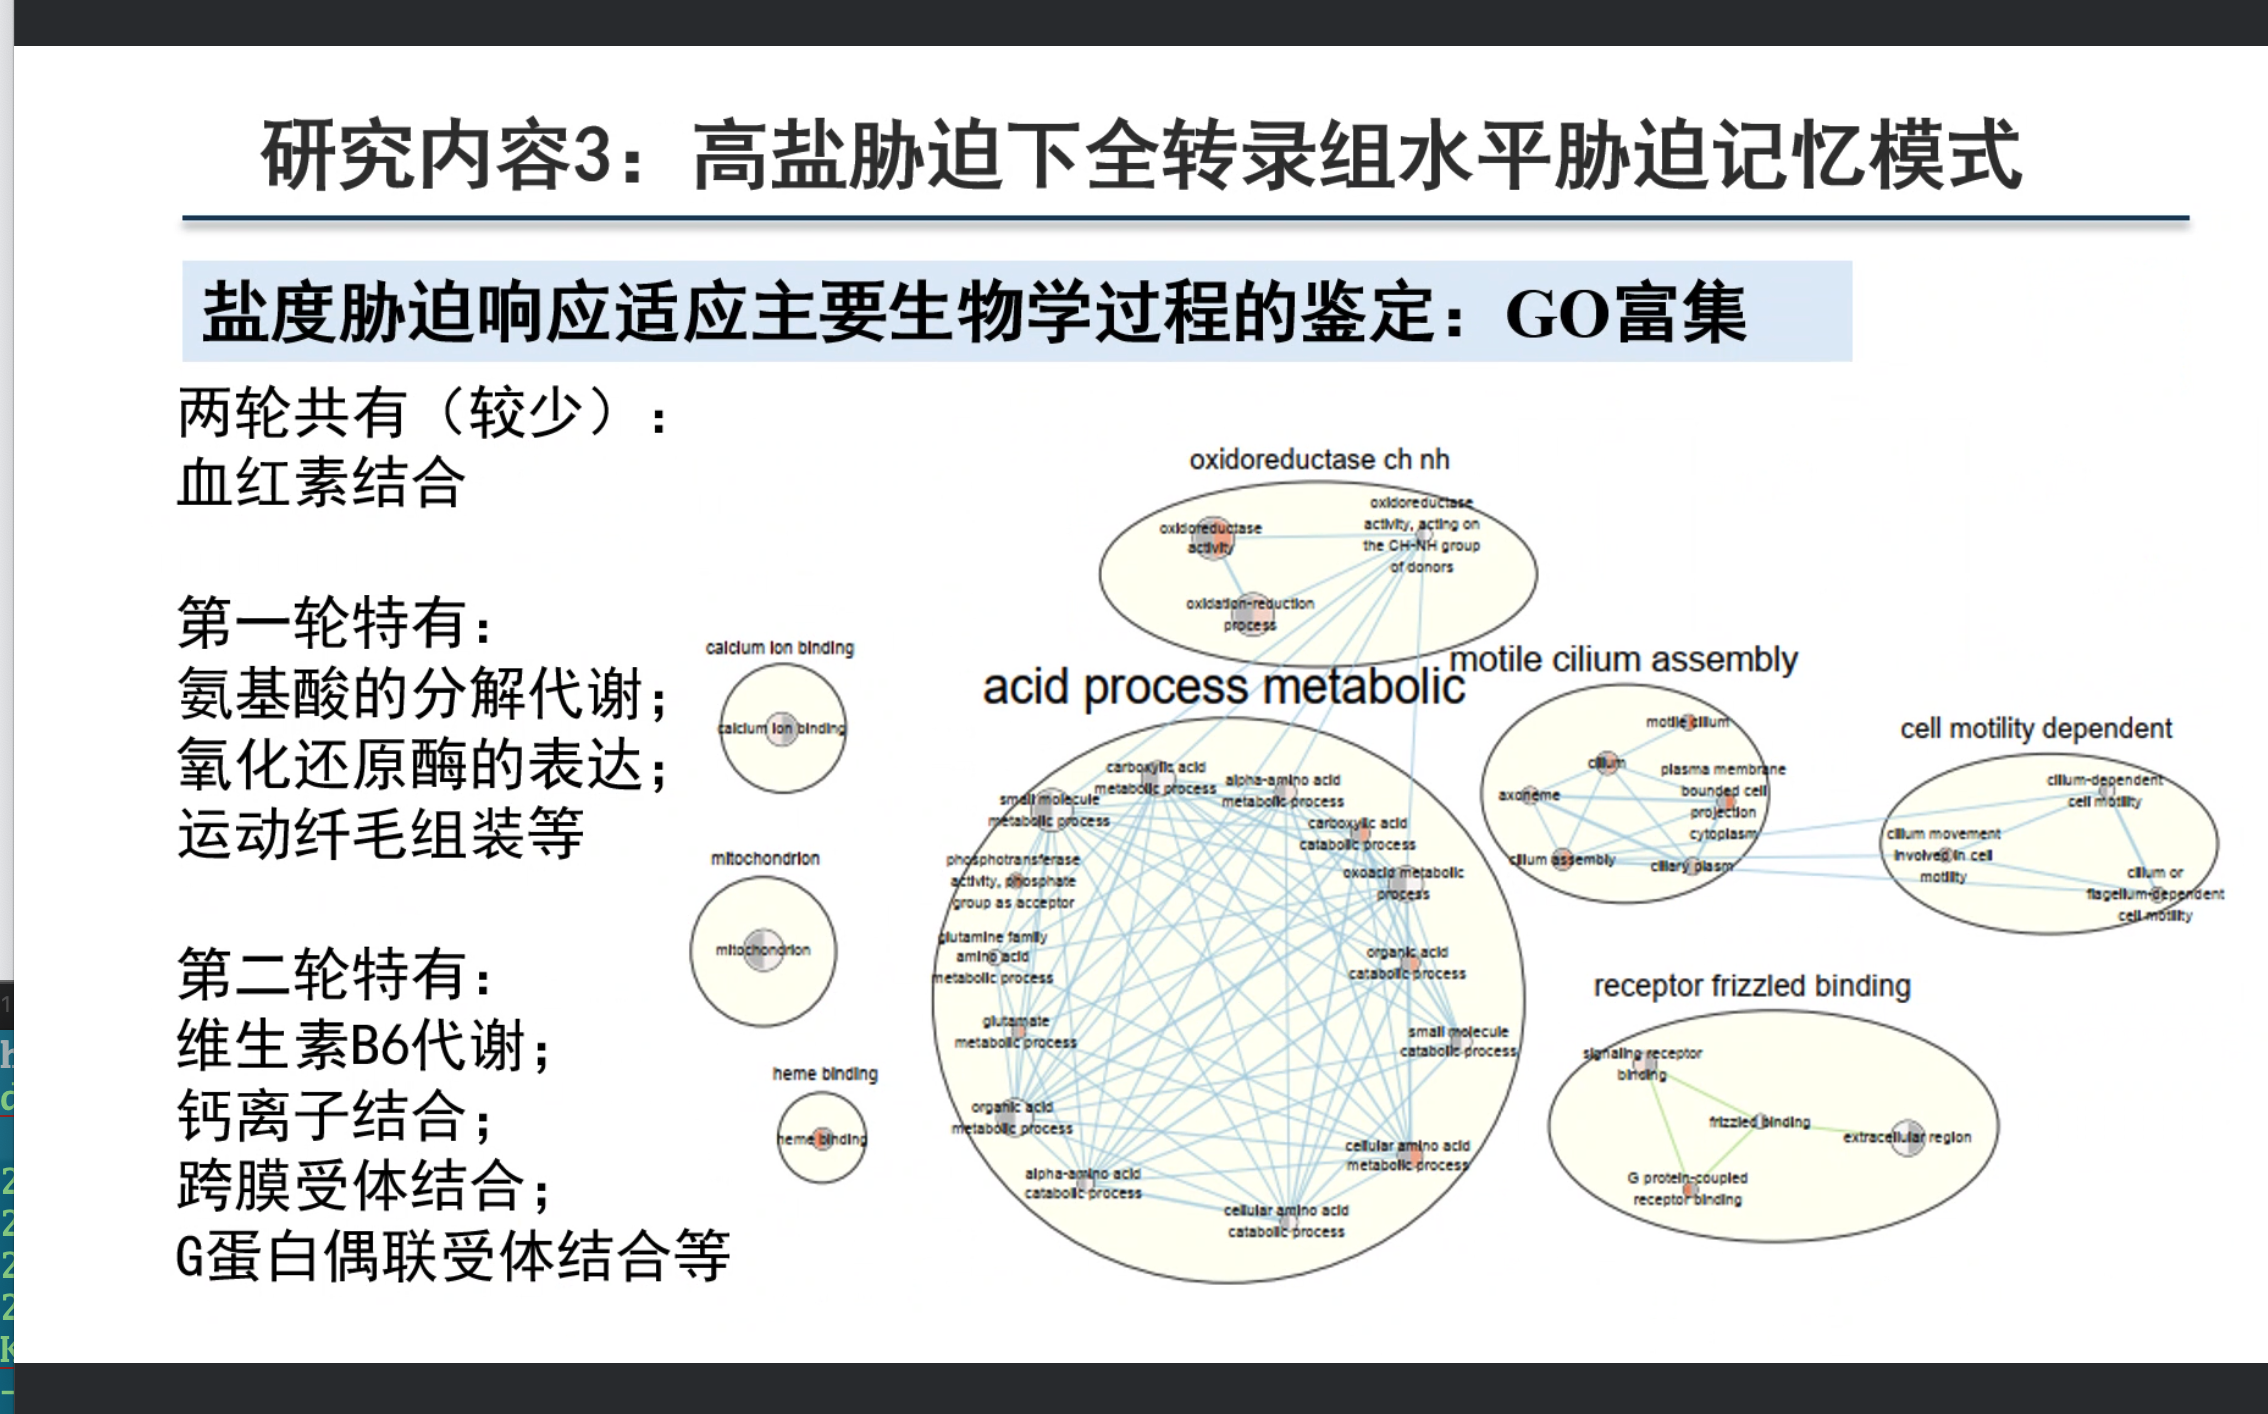 研究内容3：高盐胁迫下全转录组水平胁迫记忆模式
盐度胁迫响应适应主要生物学过程的鉴定：GO富集
两轮共有（较少）：
血红素结合
第一轮特有：
氨基酸的分解代谢；
氧化还原酶的表达；
运动纤毛组装等
第二轮特有：
维生素B6代谢；
钙离子结合；
跨膜受体结合；
G蛋白偶联受体结合等
oxidoreductase ch nh
oxidoreductase
activity
oxidoreductase
activity, acting on
the CH-NH group
of donors
oxidation-reduction
process
calcium ion binding
calcium ion binding
mitochondrion
mitochondrion
heme binding
heme binding
acid process metabolic
carboxylic acid
metabolic process
alpha-amino acid
metabolic process
small molecule
metabolic process
carboxylic acid
catabolic process
phosphotransferase
activity, phosphate
group as acceptor
oxoacid metabolic
process
glutamine family
amino acid
metabolic process
organic acid
catabolic process
glutamate
metabolic process
small molecule
catabolic process
organic acid
metabolic process
cellular amino acid
metabolic process
alpha-amino acid
catabolic process
cellular amino acid
catabolic process
motile cilium assembly
motile cilium
cilium
plasma membrane
bounded cell
projection
cytoplasm
axoneme
cilium assembly
ciliary plasm
cell motility dependent
cilium-dependent
cell motility
cilium movement
involved in cell
motility
cilium or
flagellum-dependent
cell motility
receptor frizzled binding
signaling receptor
binding
frizzled binding
extracellular region
G protein-coupled
receptor binding